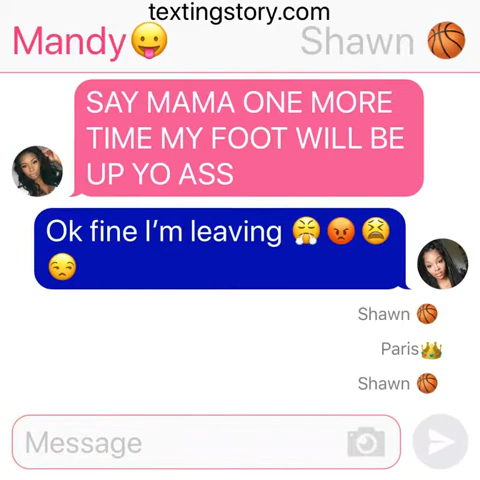 textingstory.com
Mandy😛 Shawn 🏀
SAY MAMA ONE MORE
TIME MY FOOT WILL BE
UP YO ASS
Ok fine I’m leaving 😤😡😫
😒
Shawn 🏀
Paris👑
Shawn 🏀
Message